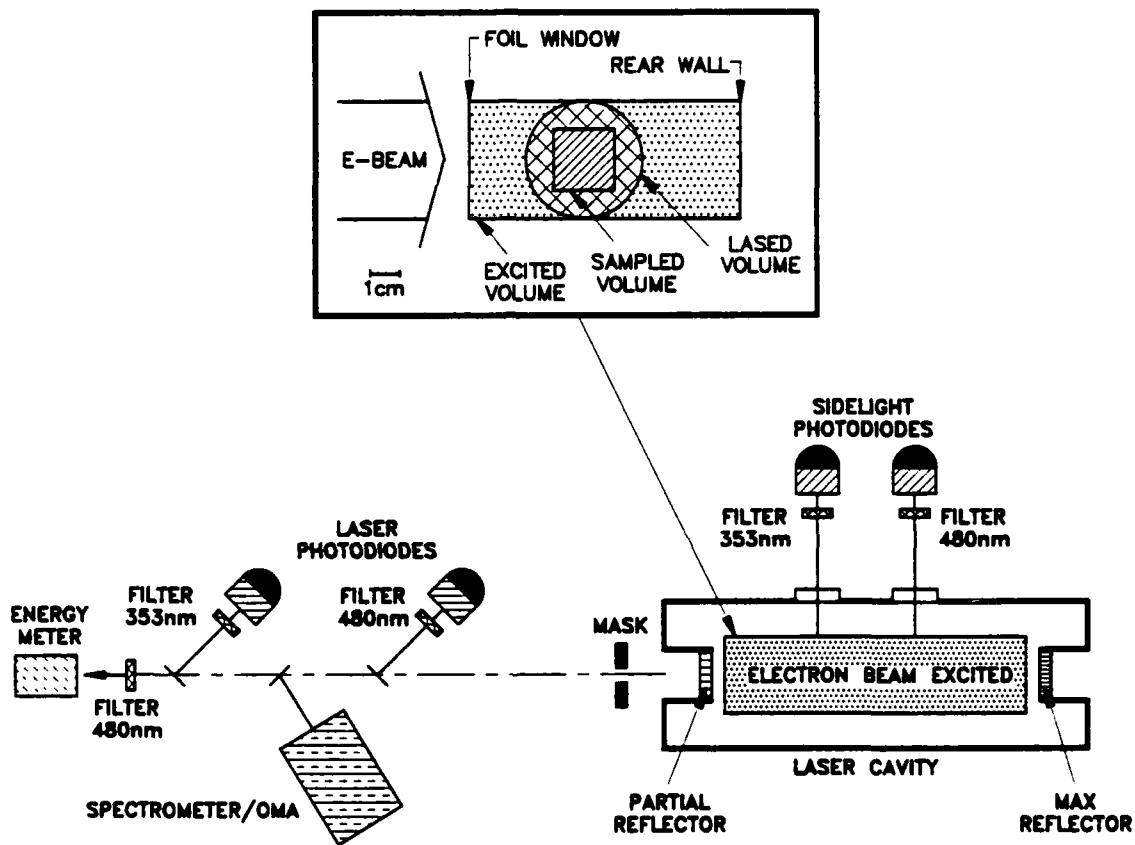 FOIL WINDOW
REAR WALL
E-BEAM
1cm
EXCITED
VOLUME
SAMPLED
VOLUME
LASED
VOLUME
SIDELIGHT
PHOTODIODES
FILTER
353nm
FILTER
480nm
LASER
PHOTODIODES
FILTER
353nm
FILTER
480nm
ENERGY
METER
MASK
FILTER
480nm
ELECTRON BEAM EXCITED
SPECTROMETER/OMA
LASER CAVITY
PARTIAL
REFLECTOR
MAX
REFLECTOR